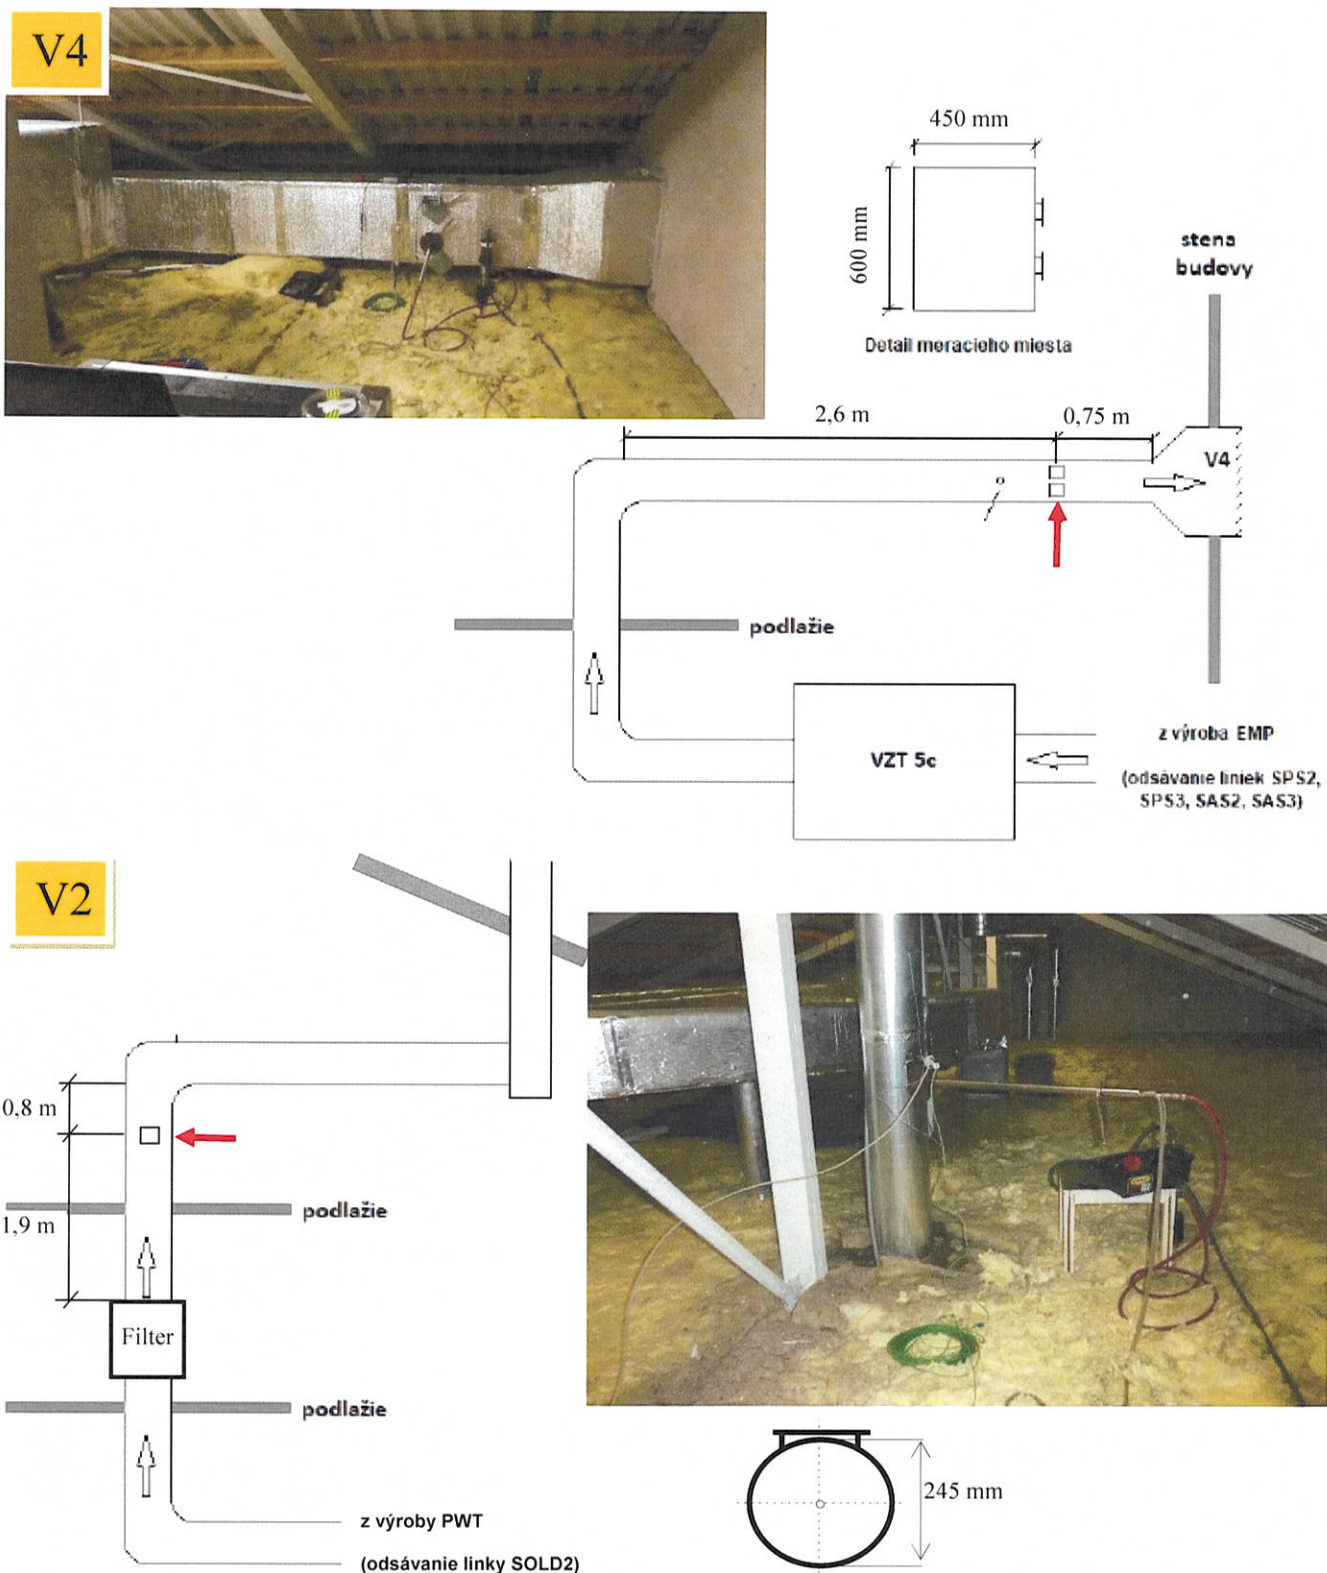 V4
450 mm
600 mm
stena
budovy
Detail meracieho miesta
2,6 m
0,75 m
V4
podlažie
VZT 5c
z výroba EMP
(odsávanie liniek SPS2,
SPS3, SAS2, SAS3)
V2
0,8 m
podlažie
1,9 m
Filter
podlažie
245 mm
z výroby PWT
(odsávanie linky SOLD2)